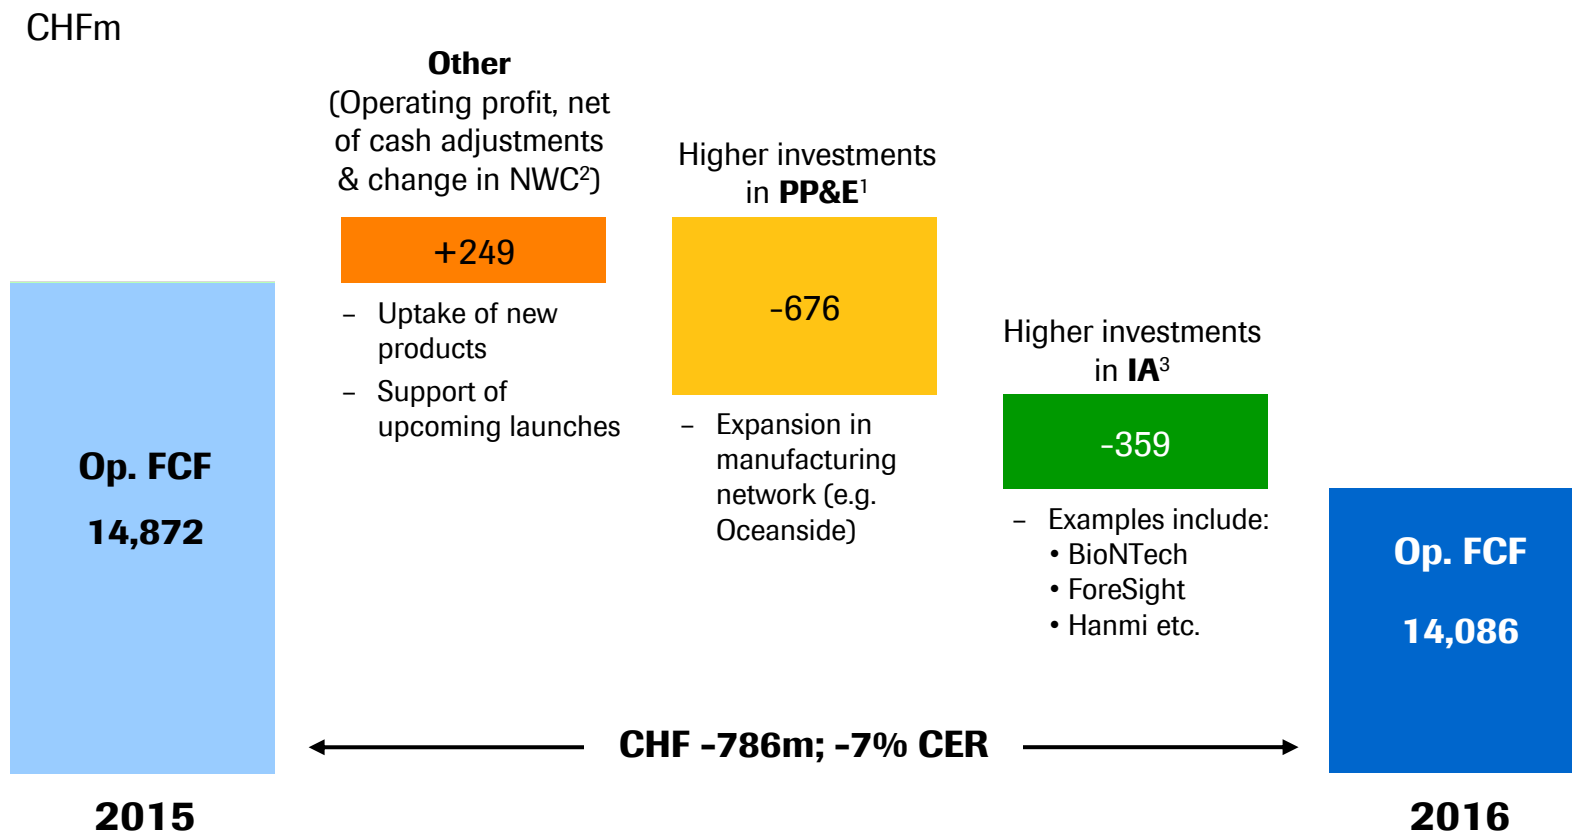 CHFm
Other
(Operating profit, net
of cash adjustments
& change in NWC²)
+249
– Uptake of new
products
– Support of
upcoming launches
Higher investments
in PP&E¹
-676
– Expansion in
manufacturing
network (e.g.
Oceanside)
Higher investments
in IA³
-359
– Examples include:
• BioNTech
• ForeSight
• Hanmi etc.
Op. FCF
14,872
Op. FCF
14,086
CHF -786m; -7% CER
2015
2016